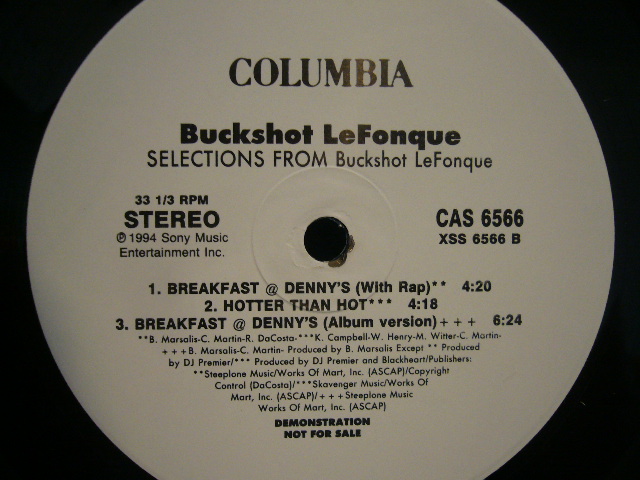 COLUMBIA
Buckshot LeFonque
SELECTIONS FROM Buckshot LeFonque
33 1/3 RPM
STEREO
℗ 1994 Sony Music
Entertainment Inc.
CAS 6566
XSS 6566 B
1. BREAKFAST @ DENNY'S (With Rap)** 4:20
2. HOTTER THAN HOT*** 4:18
3. BREAKFAST @ DENNY'S (Album version)+++ 6:24
**B. Marsalis-C. Martin-R. DaCosta-***K. Campbell-W. Henry-M. Witter-C. Martin-
+++B. Marsalis-C. Martin- Produced by B. Marsalis Except ** Produced
by DJ Premier/*** Produced by DJ Premier and Blackheart/Publishers:
**Steeplone Music/Works Of Mart, Inc. (ASCAP)/Copyright
Control (DaCosta)/***Skavenger Music/Works Of
Mart, Inc. (ASCAP)/+++Steeplone Music
Works Of Mart, Inc. (ASCAP)
DEMONSTRATION
NOT FOR SALE